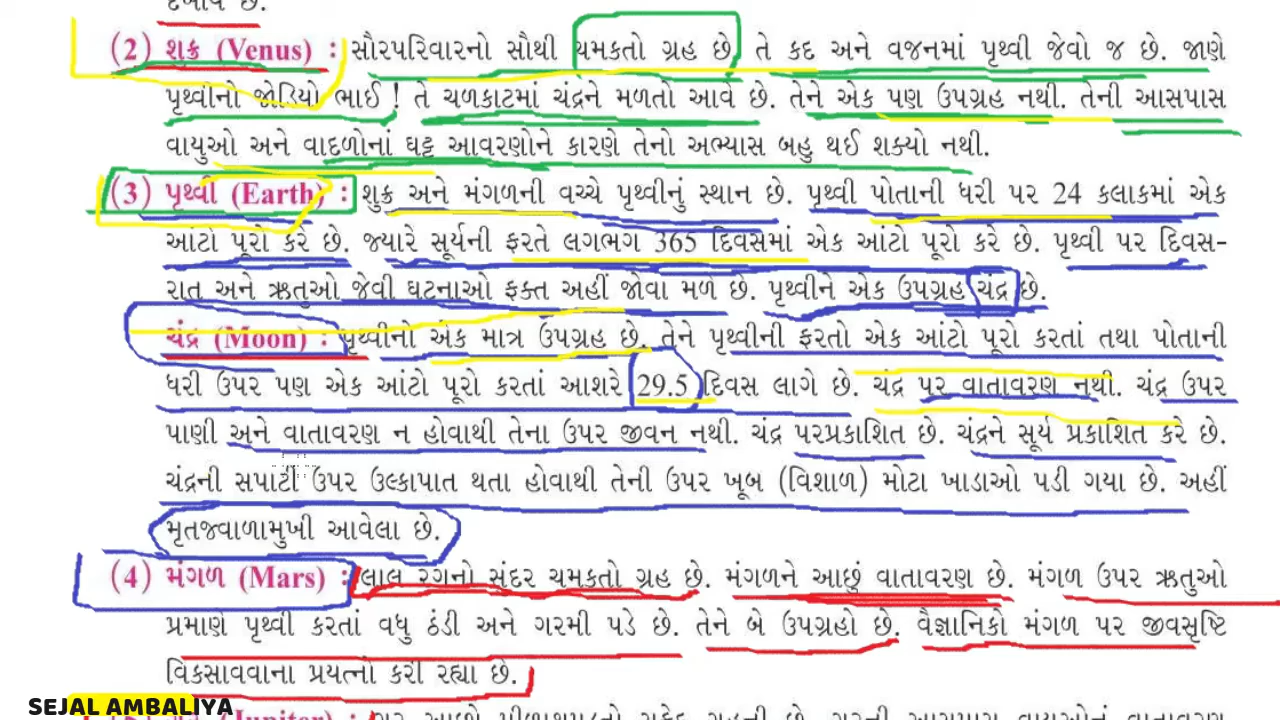 દેખાય છે.
(2) શુક્ર (Venus) : સૌરપરિવારનો સૌથી ચમકતો ગ્રહ છે. તે કદ અને વજનમાં પૃથ્વી જેવો જ છે. જાણે
પૃથ્વીનો જોડિયો ભાઈ ! તે ચળકાટમાં ચંદ્રને મળતો આવે છે. તેને એક પણ ઉપગ્રહ નથી. તેની આસપાસ
વાયુઓ અને વાદળોનાં ઘટ્ટ આવરણોને કારણે તેનો અભ્યાસ બહુ થઈ શક્યો નથી.
(3) પૃથ્વી (Earth) : શુક્ર અને મંગળની વચ્ચે પૃથ્વીનું સ્થાન છે. પૃથ્વી પોતાની ધરી પર 24 કલાકમાં એક
આંટો પૂરો કરે છે. જ્યારે સૂર્યની ફરતે લગભગ 365 દિવસમાં એક આંટો પૂરો કરે છે. પૃથ્વી પર દિવસ-
રાત અને ઋતુઓ જેવી ઘટનાઓ ફક્ત અહીં જોવા મળે છે. પૃથ્વીને એક ઉપગ્રહ ચંદ્ર છે.
ચંદ્ર (Moon) : પૃથ્વીનો એક માત્ર ઉપગ્રહ છે. તેને પૃથ્વીની ફરતો એક આંટો પૂરો કરતાં તથા પોતાની
ધરી ઉપર પણ એક આંટો પૂરો કરતાં આશરે 29.5 દિવસ લાગે છે. ચંદ્ર પર વાતાવરણ નથી. ચંદ્ર ઉપર
પાણી અને વાતાવરણ ન હોવાથી તેના ઉપર જીવન નથી. ચંદ્ર પરપ્રકાશિત છે. ચંદ્રને સૂર્ય પ્રકાશિત કરે છે.
ચંદ્રની સપાટી ઉપર ઉલ્કાપાત થતા હોવાથી તેની ઉપર ખૂબ (વિશાળ) મોટા ખાડાઓ પડી ગયા છે. અહીં
મૃતજ્વાળામુખી આવેલા છે.
(4) મંગળ (Mars) : લાલ રંગનો સુંદર ચમકતો ગ્રહ છે. મંગળને આછું વાતાવરણ છે. મંગળ ઉપર ઋતુઓ
પ્રમાણે પૃથ્વી કરતાં વધુ ઠંડી અને ગરમી પડે છે. તેને બે ઉપગ્રહો છે. વૈજ્ઞાનિકો મંગળ પર જીવસૃષ્ટિ
વિકસાવવાના પ્રયત્નો કરી રહ્યા છે.
SEJAL AMBALIYA
(Jupiter) :